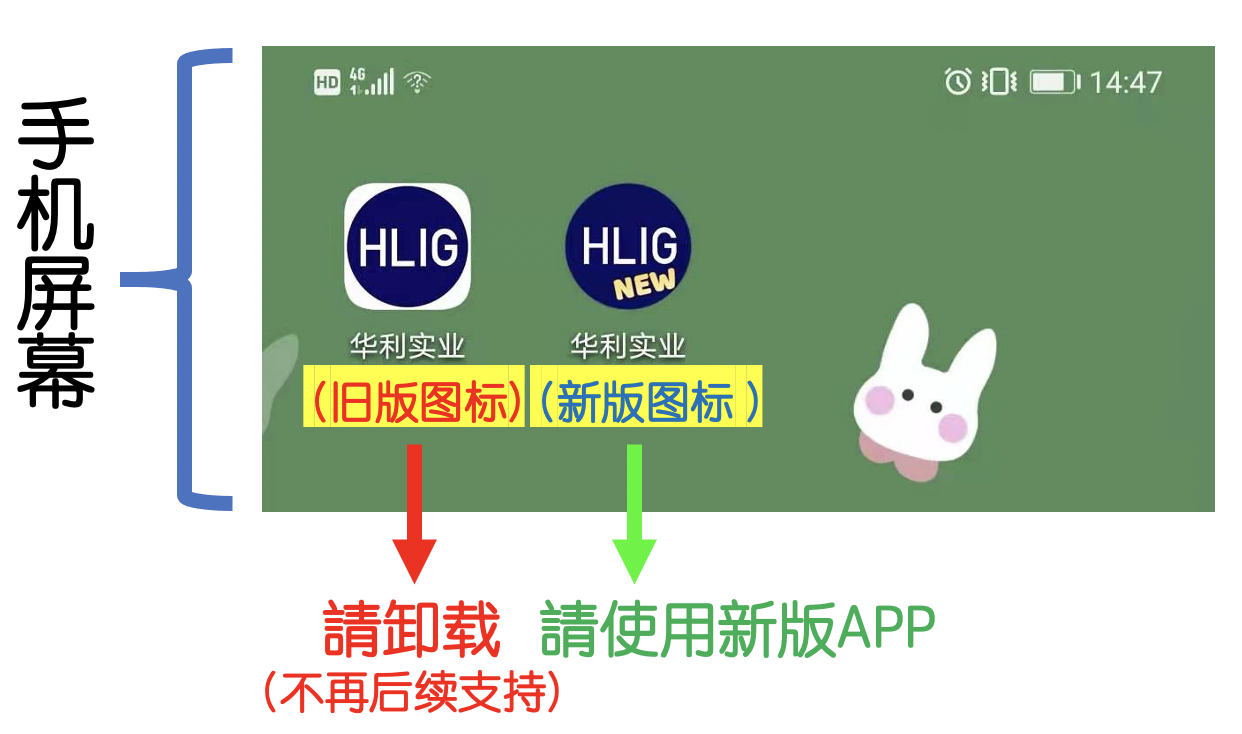 手机屏幕
HD 4G 14:47
HLIG
HLIG
NEW
华利实业
华利实业
(旧版图标)
(新版图标 )
請卸载
請使用新版APP
(不再后续支持)